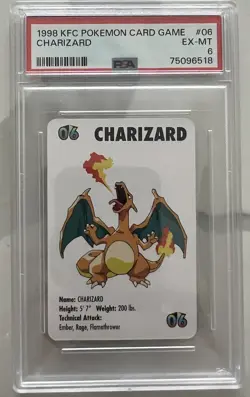 1998 KFC POKEMON CARD GAME #06
CHARIZARD EX-MT
PSA 6
75096518
06 CHARIZARD
Name: CHARIZARD
Height: 5' 7" Weight: 200 lbs.
Technical Attack:
Ember, Rage, Flamethrower
06